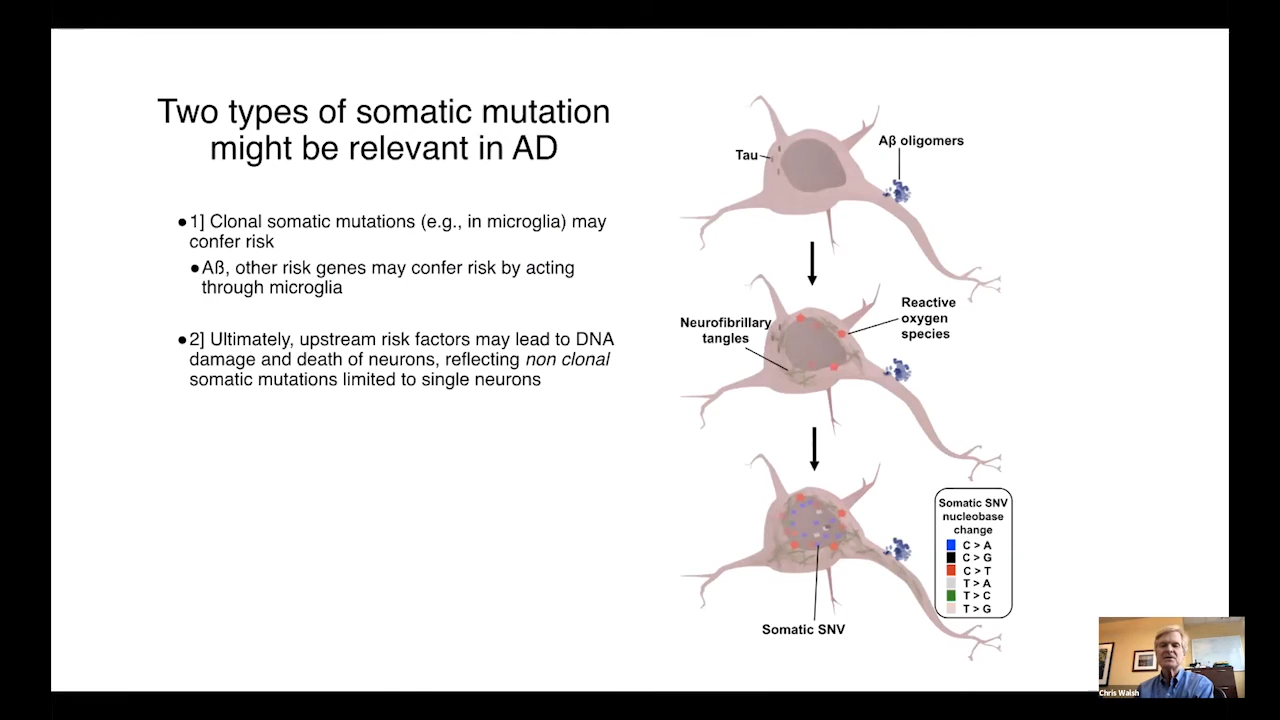 Two types of somatic mutation
might be relevant in AD
●1] Clonal somatic mutations (e.g., in microglia) may
confer risk
●Aß, other risk genes may confer risk by acting
through microglia
●2] Ultimately, upstream risk factors may lead to DNA
damage and death of neurons, reflecting non clonal
somatic mutations limited to single neurons
Tau
Aβ oligomers
Neurofibrillary
tangles
Reactive
oxygen
species
Somatic SNV
Somatic SNV
nucleobase
change
C > A
C > G
C > T
T > A
T > C
T > G
Chris Walsh